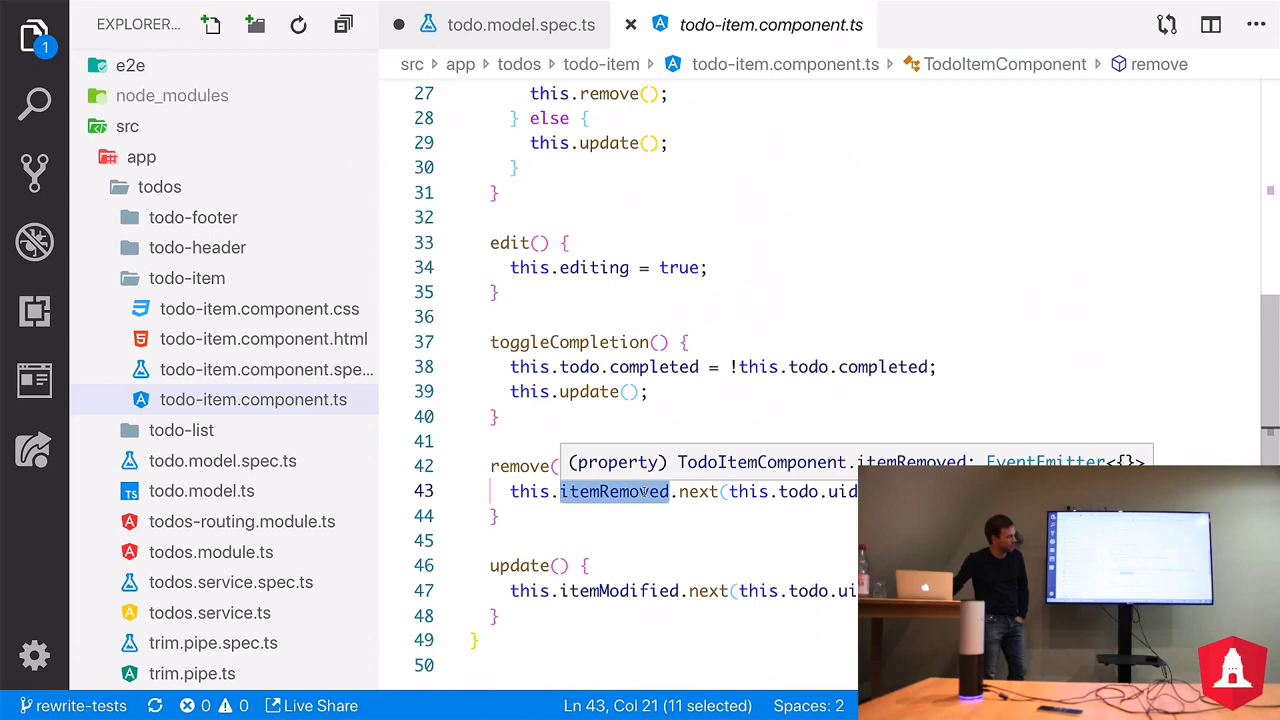 EXPLORER...
1
e2e
node_modules
src
app
todos
todo-footer
todo-header
todo-item
todo-item.component.css
todo-item.component.html
todo-item.component.spe...
todo-item.component.ts
todo-list
todo.model.spec.ts
todo.model.ts
todos-routing.module.ts
todos.module.ts
todos.service.spec.ts
todos.service.ts
trim.pipe.spec.ts
trim.pipe.ts
todo.model.spec.ts
todo-item.component.ts
src > app > todos > todo-item > todo-item.component.ts > TodoItemComponent > remove
27 this.remove();
28 } else {
29 this.update();
30 }
31 }
32
33 edit() {
34 this.editing = true;
35 }
36
37 toggleCompletion() {
38 this.todo.completed = !this.todo.completed;
39 this.update();
40 }
41
(property) TodoItemComponent.itemRemoved: EventEmitter<{}>
42 remove(
43 this.itemRemoved.next(this.todo.uid
44 }
45
46 update() {
47 this.itemModified.next(this.todo.ui
48 }
49 }
50
rewrite-tests 0 0 Live Share Ln 43, Col 21 (11 selected) Spaces: 2